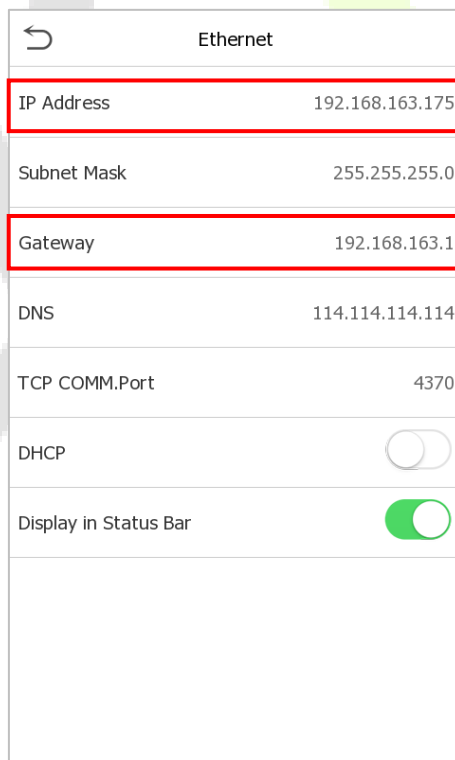 Ethernet
IP Address 192.168.163.175
Subnet Mask 255.255.255.0
Gateway 192.168.163.1
DNS 114.114.114.114
TCP COMM.Port 4370
DHCP
Display in Status Bar